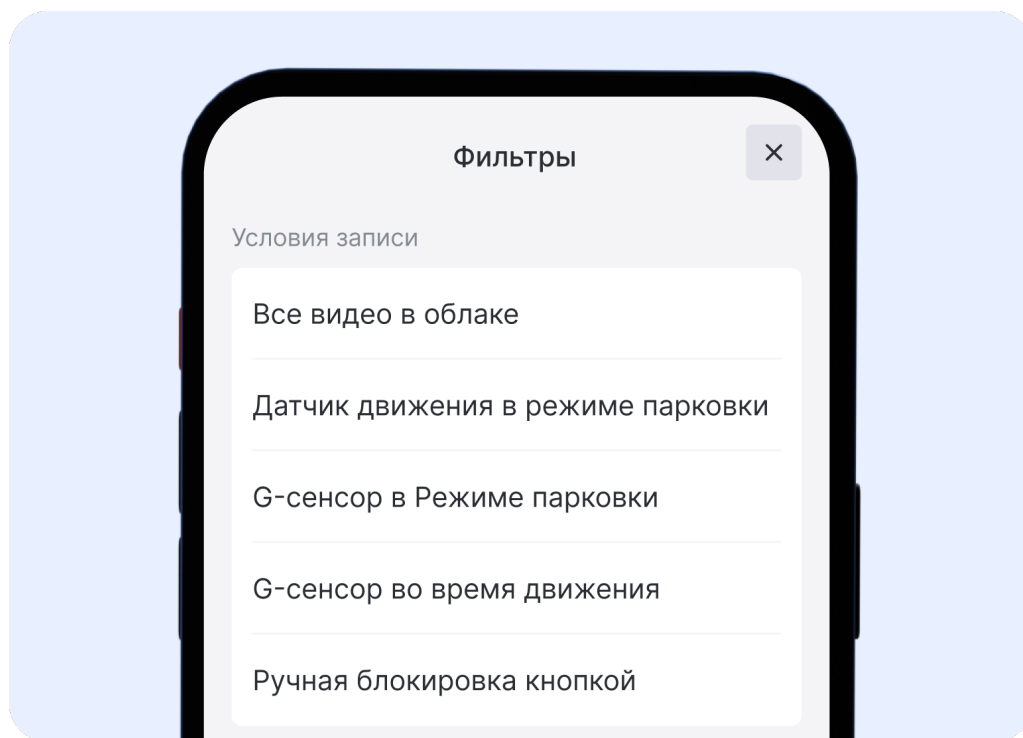 Фильтры
Условия записи
Все видео в облаке
Датчик движения в режиме парковки
G-сенсор в Режиме парковки
G-сенсор во время движения
Ручная блокировка кнопкой